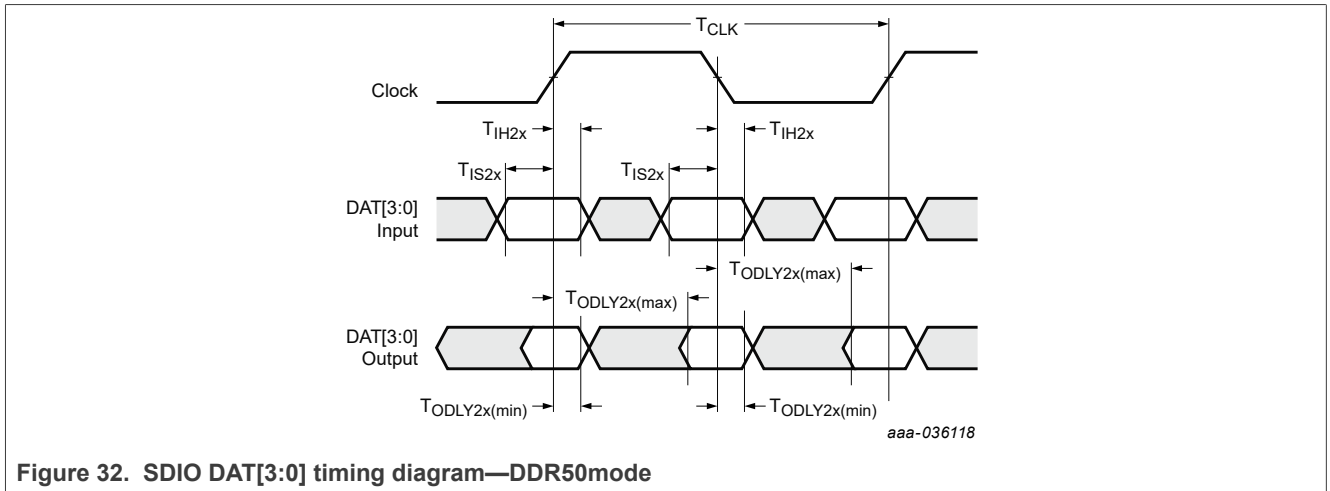 TCLK
Clock
TIH2x TIH2x
TIS2x TIS2x
DAT[3:0]
Input
TODLY2x(max)
TODLY2x(max)
DAT[3:0]
Output
TODLY2x(min) TODLY2x(min)
aaa-036118
Figure 32. SDIO DAT[3:0] timing diagram—DDR50mode